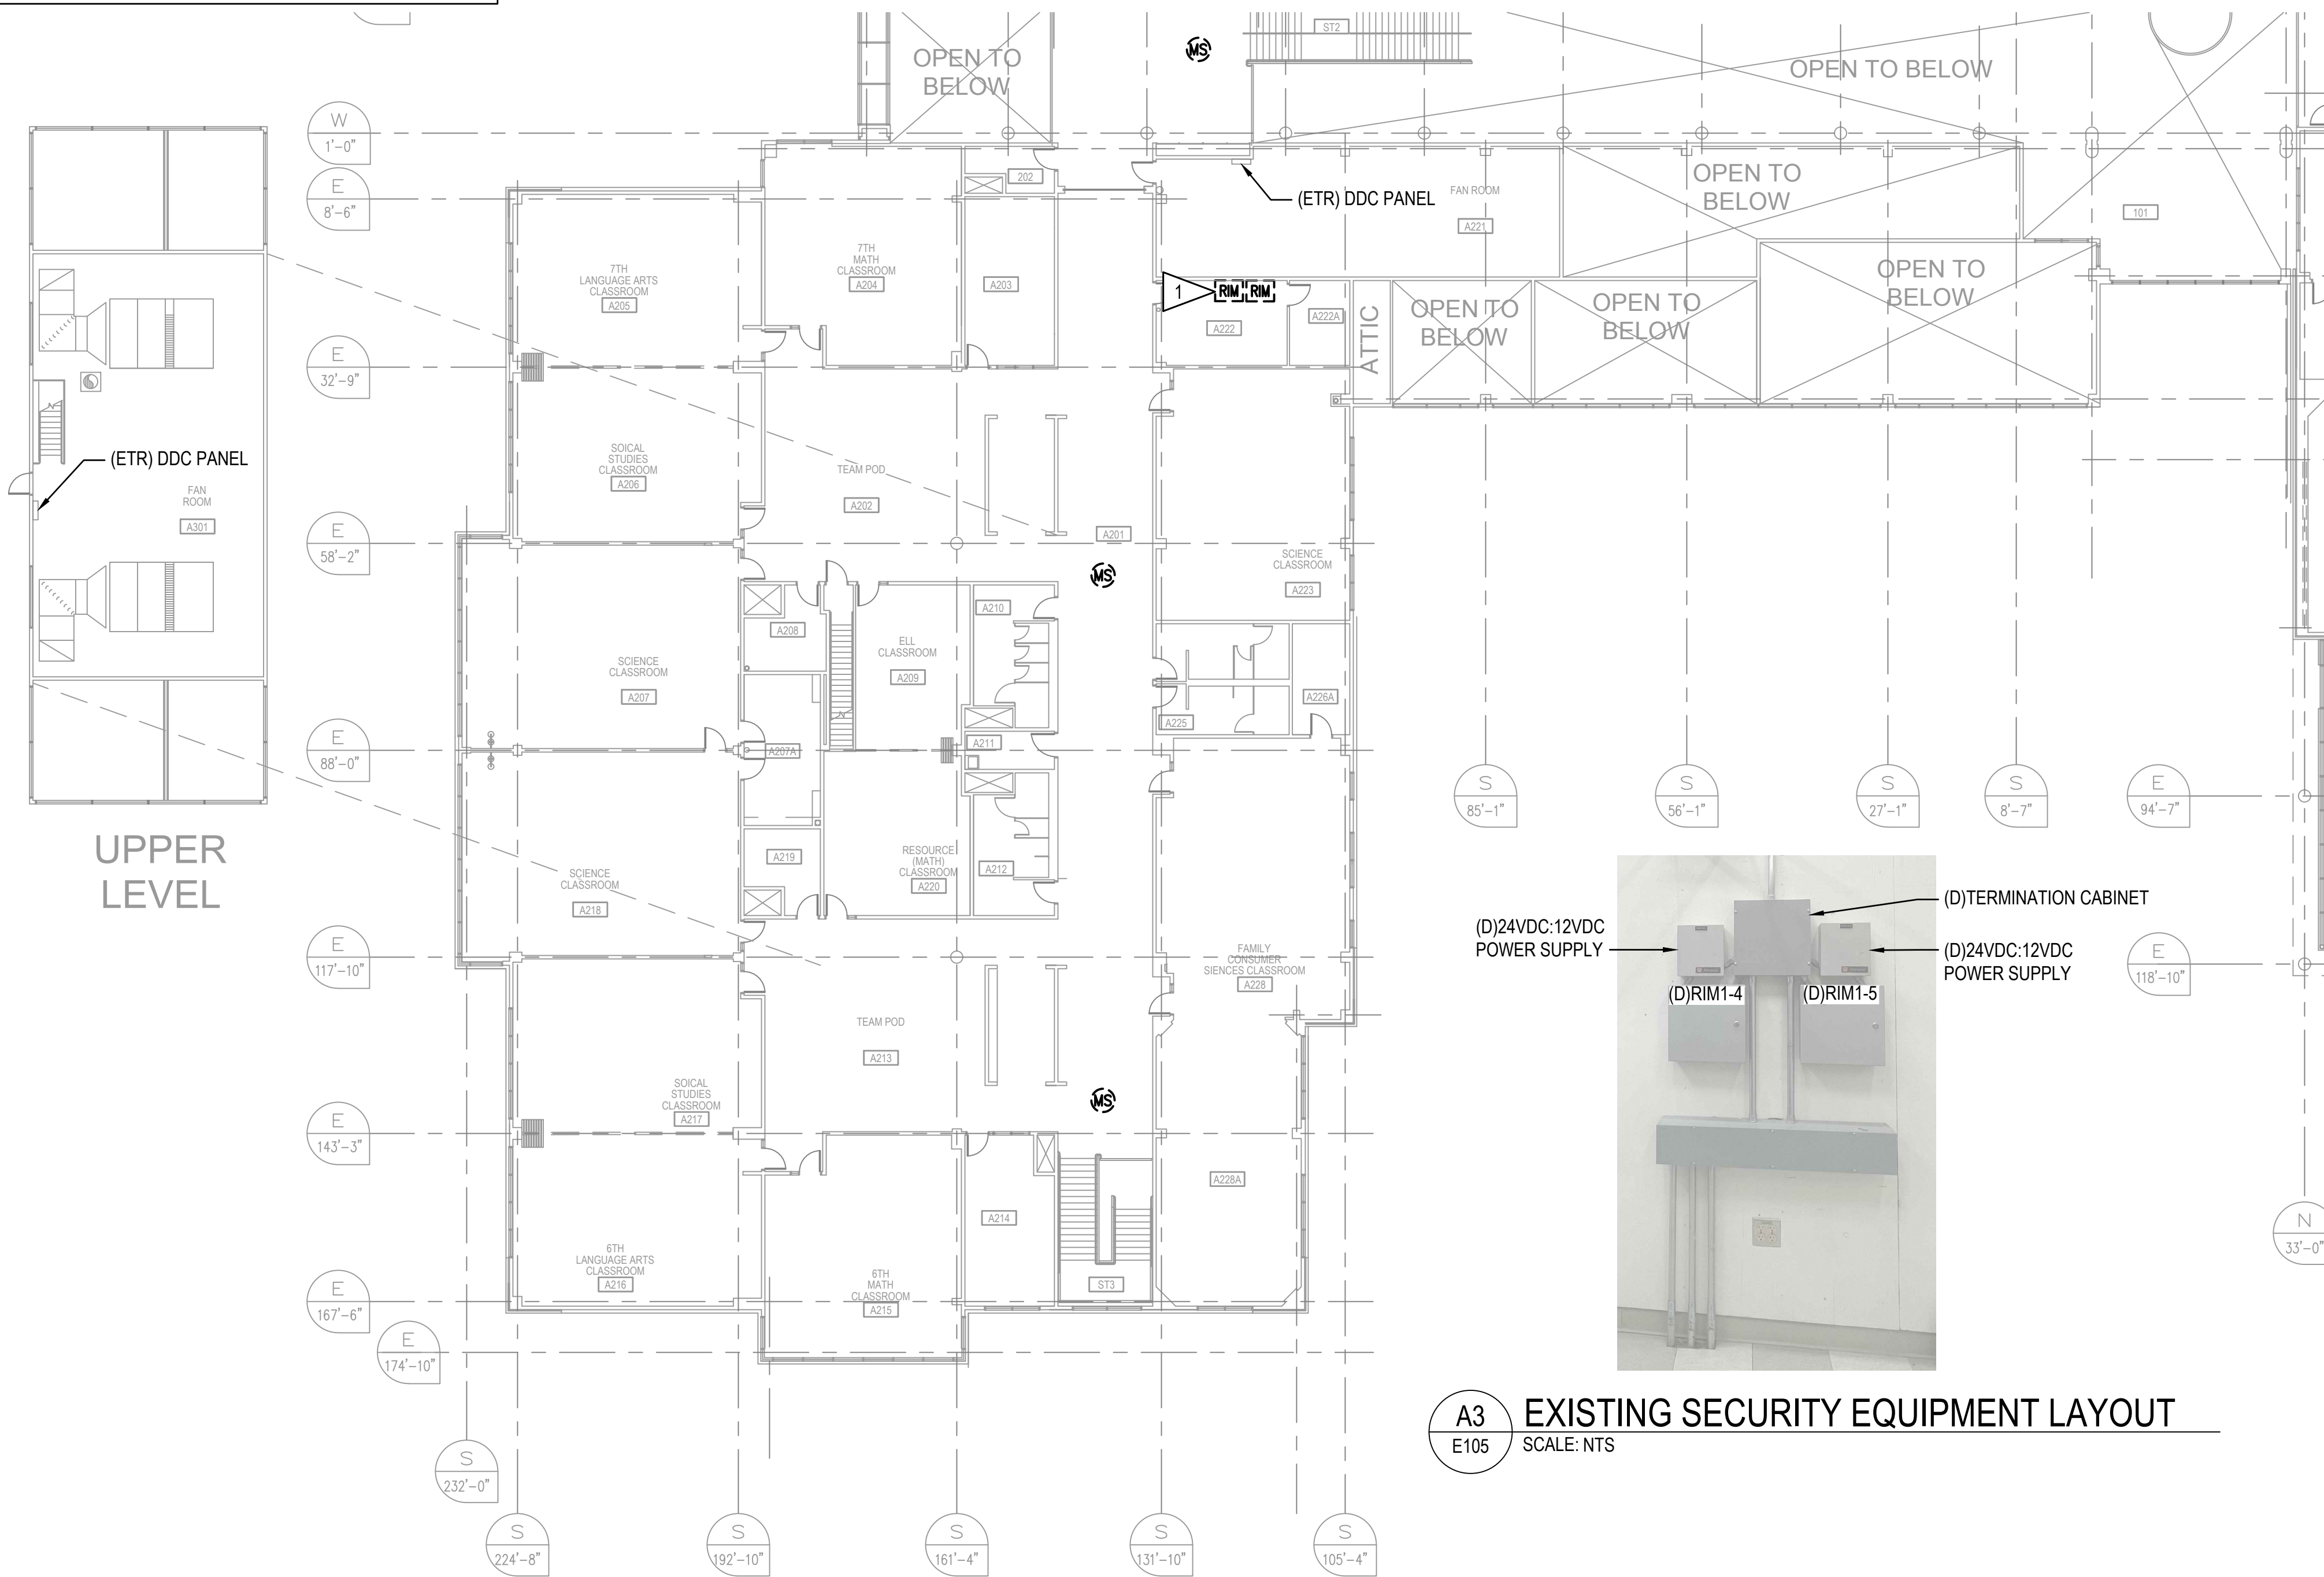 ST2
MS
OPEN TO
BELOW
OPEN TO BELOW
W
1'-0"
E
8'-6"
202
(ETR) DDC PANEL
FAN ROOM
A221
OPEN TO
BELOW
101
7TH
MATH
CLASSROOM
A204
A203
7TH
LANGUAGE ARTS
CLASSROOM
A205
1
RIM RIM
A222
A222A
ATTIC
OPEN TO
BELOW
OPEN TO
BELOW
OPEN TO
BELOW
E
32'-9"
(ETR) DDC PANEL
FAN
ROOM
A301
SOICAL
STUDIES
CLASSROOM
A206
TEAM POD
A202
A201
E
58'-2"
MS
SCIENCE
CLASSROOM
A223
A208
ELL
CLASSROOM
A209
A210
SCIENCE
CLASSROOM
A207
A226A
A225
E
88'-0"
A207A
A211
S
85'-1"
S
56'-1"
S
27'-1"
S
8'-7"
E
94'-7"
UPPER
LEVEL
SCIENCE
CLASSROOM
A218
A219
RESOURCE
(MATH)
CLASSROOM
A220
A212
E
117'-10"
FAMILY
CONSUMER
SIENCES CLASSROOM
A228
(D)24VDC:12VDC
POWER SUPPLY
(D)TERMINATION CABINET
(D)24VDC:12VDC
POWER SUPPLY
(D)RIM1-4
(D)RIM1-5
E
118'-10"
TEAM POD
A213
SOICAL
STUDIES
CLASSROOM
A217
MS
E
143'-3"
A228A
A214
6TH
LANGUAGE ARTS
CLASSROOM
A216
6TH
MATH
CLASSROOM
A215
ST3
N
33'-0"
E
167'-6"
E
174'-10"
A3
E105
EXISTING SECURITY EQUIPMENT LAYOUT
SCALE: NTS
S
232'-0"
S
224'-8"
S
192'-10"
S
161'-4"
S
131'-10"
S
105'-4"